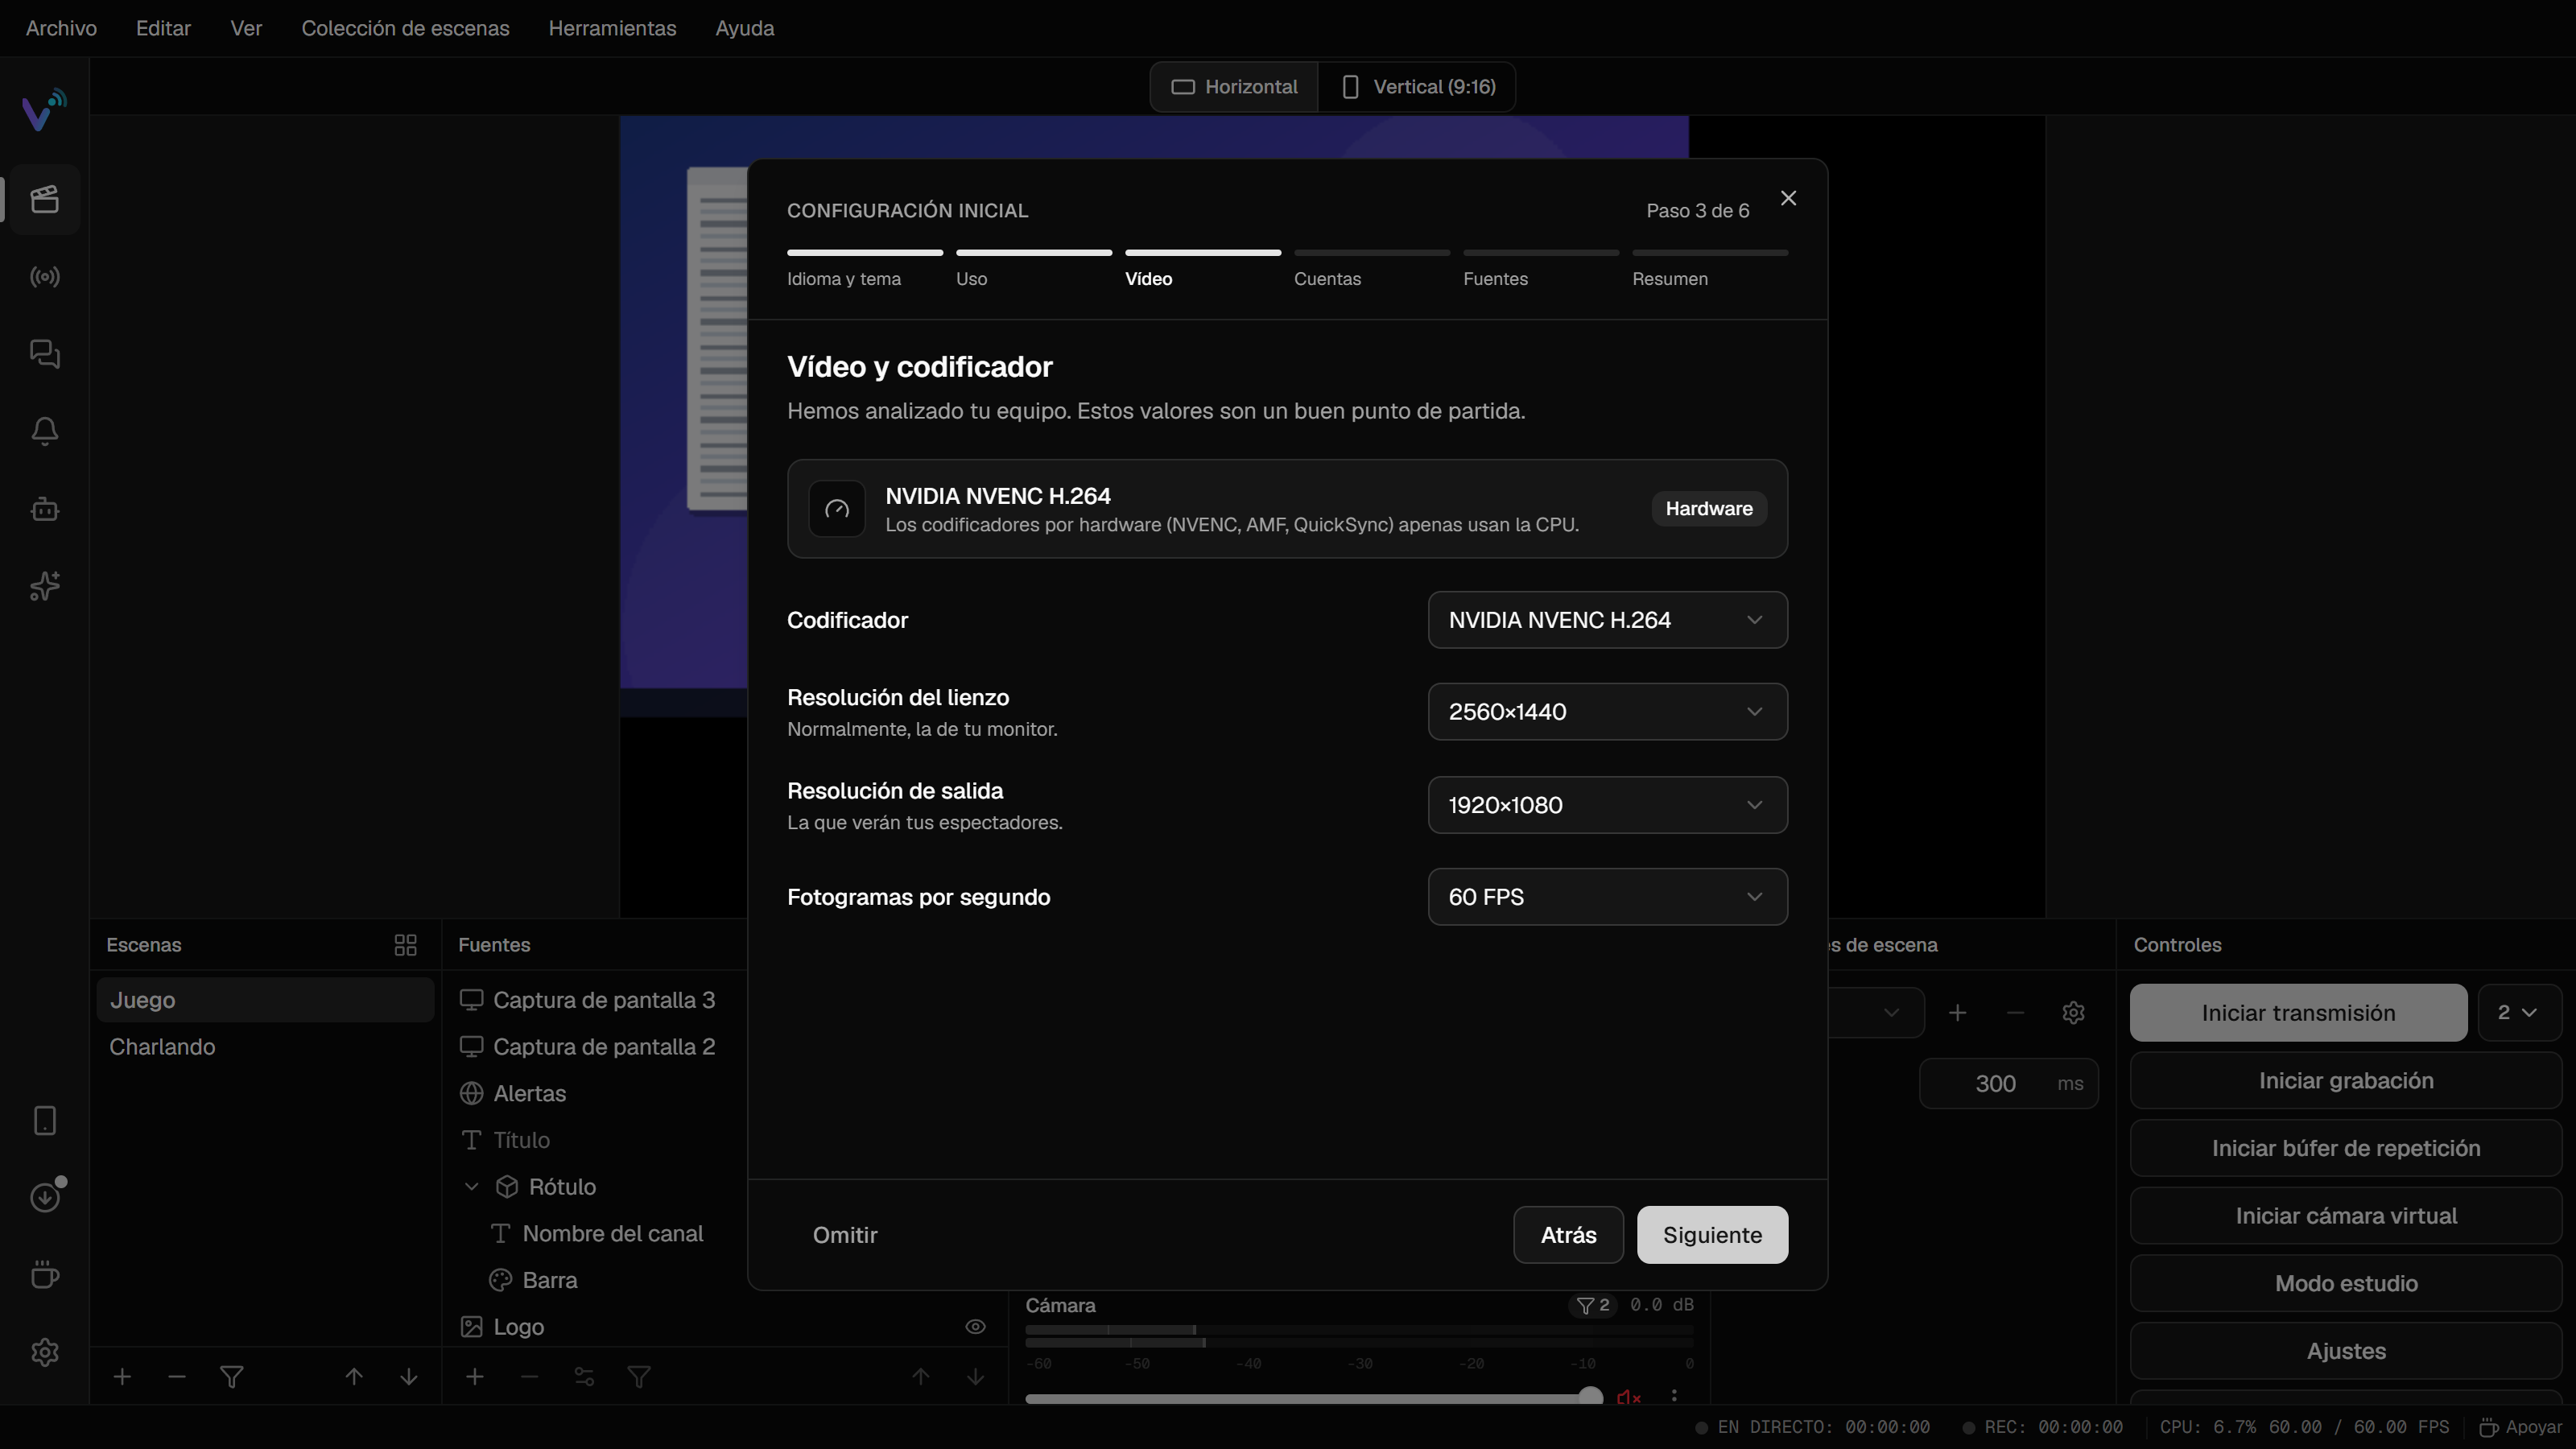 Archivo Editar Ver Colección de escenas Herramientas Ayuda
Horizontal Vertical (9:16)
CONFIGURACIÓN INICIAL
Paso 3 de 6
Idioma y tema Uso Vídeo Cuentas Fuentes Resumen
Vídeo y codificador
Hemos analizado tu equipo. Estos valores son un buen punto de partida.
NVIDIA NVENC H.264
Los codificadores por hardware (NVENC, AMF, QuickSync) apenas usan la CPU.
Hardware
Codificador
NVIDIA NVENC H.264
Resolución del lienzo
Normalmente, la de tu monitor.
2560×1440
Resolución de salida
La que verán tus espectadores.
1920×1080
Fotogramas por segundo
60 FPS
Omitir
Atrás
Siguiente
Escenas
Juego
Charlando
Fuentes
Captura de pantalla 3
Captura de pantalla 2
Alertas
Título
Rótulo
Nombre del canal
Barra
Logo
Cámara
2 0.0 dB
-60 -50 -40 -30 -20 -10 0
de escena
300 ms
Controles
Iniciar transmisión
2
Iniciar grabación
Iniciar búfer de repetición
Iniciar cámara virtual
Modo estudio
Ajustes
EN DIRECTO: 00:00:00 REC: 00:00:00 CPU: 6.7% 60.00 / 60.00 FPS Apoyar